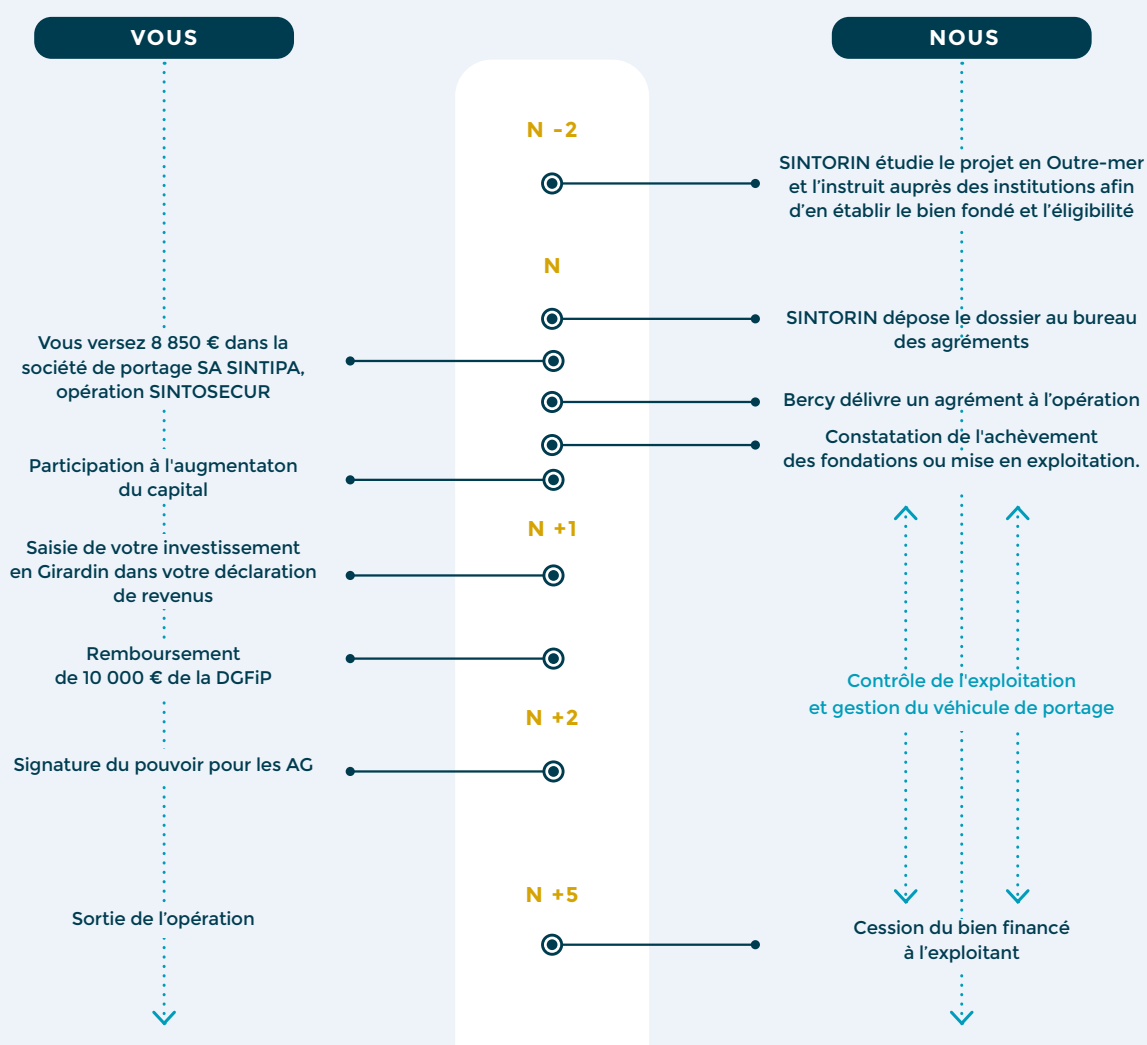 VOUS
NOUS
N -2
SINTORIN étudie le projet en Outre-mer
et l'instruit auprès des institutions afin
d'en établir le bien fondé et l'éligibilité
N
SINTORIN dépose le dossier au bureau
des agréments
Vous versez 8 850 € dans la
société de portage SA SINTIPA,
opération SINTOSECUR
Bercy délivre un agrément à l'opération
Constatation de l'achèvement
des fondations ou mise en exploitation.
Participation à l'augmentaton
du capital
N +1
Saisie de votre investissement
en Girardin dans votre déclaration
de revenus
Remboursement
de 10 000 € de la DGFiP
Contrôle de l'exploitation
et gestion du véhicule de portage
N +2
Signature du pouvoir pour les AG
N +5
Sortie de l'opération
Cession du bien financé
à l'exploitant